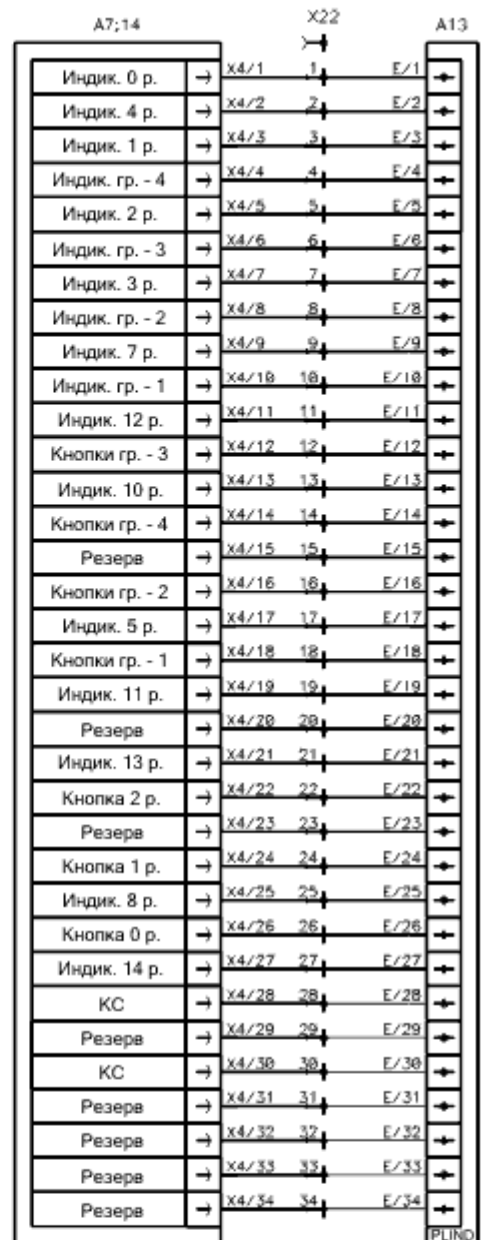 A7;14 X22 A13
Индик. 0 р. X4/1 1 E/1
Индик. 4 р. X4/2 2 E/2
Индик. 1 р. X4/3 3 E/3
Индик. гр. - 4 X4/4 4 E/4
Индик. 2 р. X4/5 5 E/5
Индик. гр. - 3 X4/6 6 E/6
Индик. 3 р. X4/7 7 E/7
Индик. гр. - 2 X4/8 8 E/8
Индик. 7 р. X4/9 9 E/9
Индик. гр. - 1 X4/10 10 E/10
Индик. 12 р. X4/11 11 E/11
Кнопки гр. - 3 X4/12 12 E/12
Индик. 10 р. X4/13 13 E/13
Кнопки гр. - 4 X4/14 14 E/14
Резерв X4/15 15 E/15
Кнопки гр. - 2 X4/16 16 E/16
Индик. 5 р. X4/17 17 E/17
Кнопки гр. - 1 X4/18 18 E/18
Индик. 11 р. X4/19 19 E/19
Резерв X4/20 20 E/20
Индик. 13 р. X4/21 21 E/21
Кнопка 2 р. X4/22 22 E/22
Резерв X4/23 23 E/23
Кнопка 1 р. X4/24 24 E/24
Индик. 8 р. X4/25 25 E/25
Кнопка 0 р. X4/26 26 E/26
Индик. 14 р. X4/27 27 E/27
КС X4/28 28 E/28
Резерв X4/29 29 E/29
КС X4/30 30 E/30
Резерв X4/31 31 E/31
Резерв X4/32 32 E/32
Резерв X4/33 33 E/33
Резерв X4/34 34 E/34
PLIND